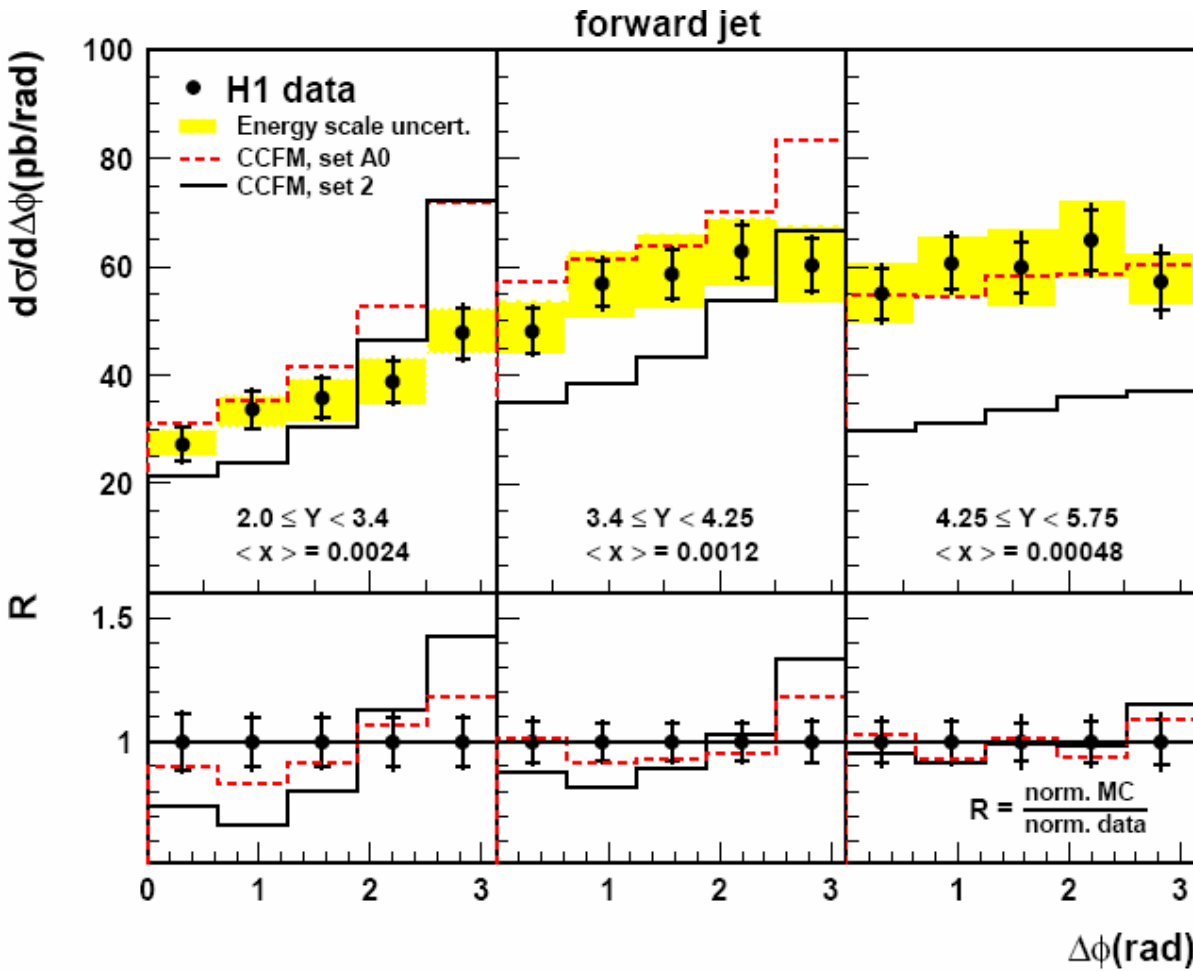 forward jet
dσ/dΔϕ(pb/rad)
100
80
60
40
20
H1 data
Energy scale uncert.
CCFM, set A0
CCFM, set 2
2.0 ≤ Y < 3.4
< x > = 0.0024
3.4 ≤ Y < 4.25
< x > = 0.0012
4.25 ≤ Y < 5.75
< x > = 0.00048
R
1.5
1
R = norm. MC
norm. data
0 1 2 3 1 2 3 1 2 3
Δϕ(rad)